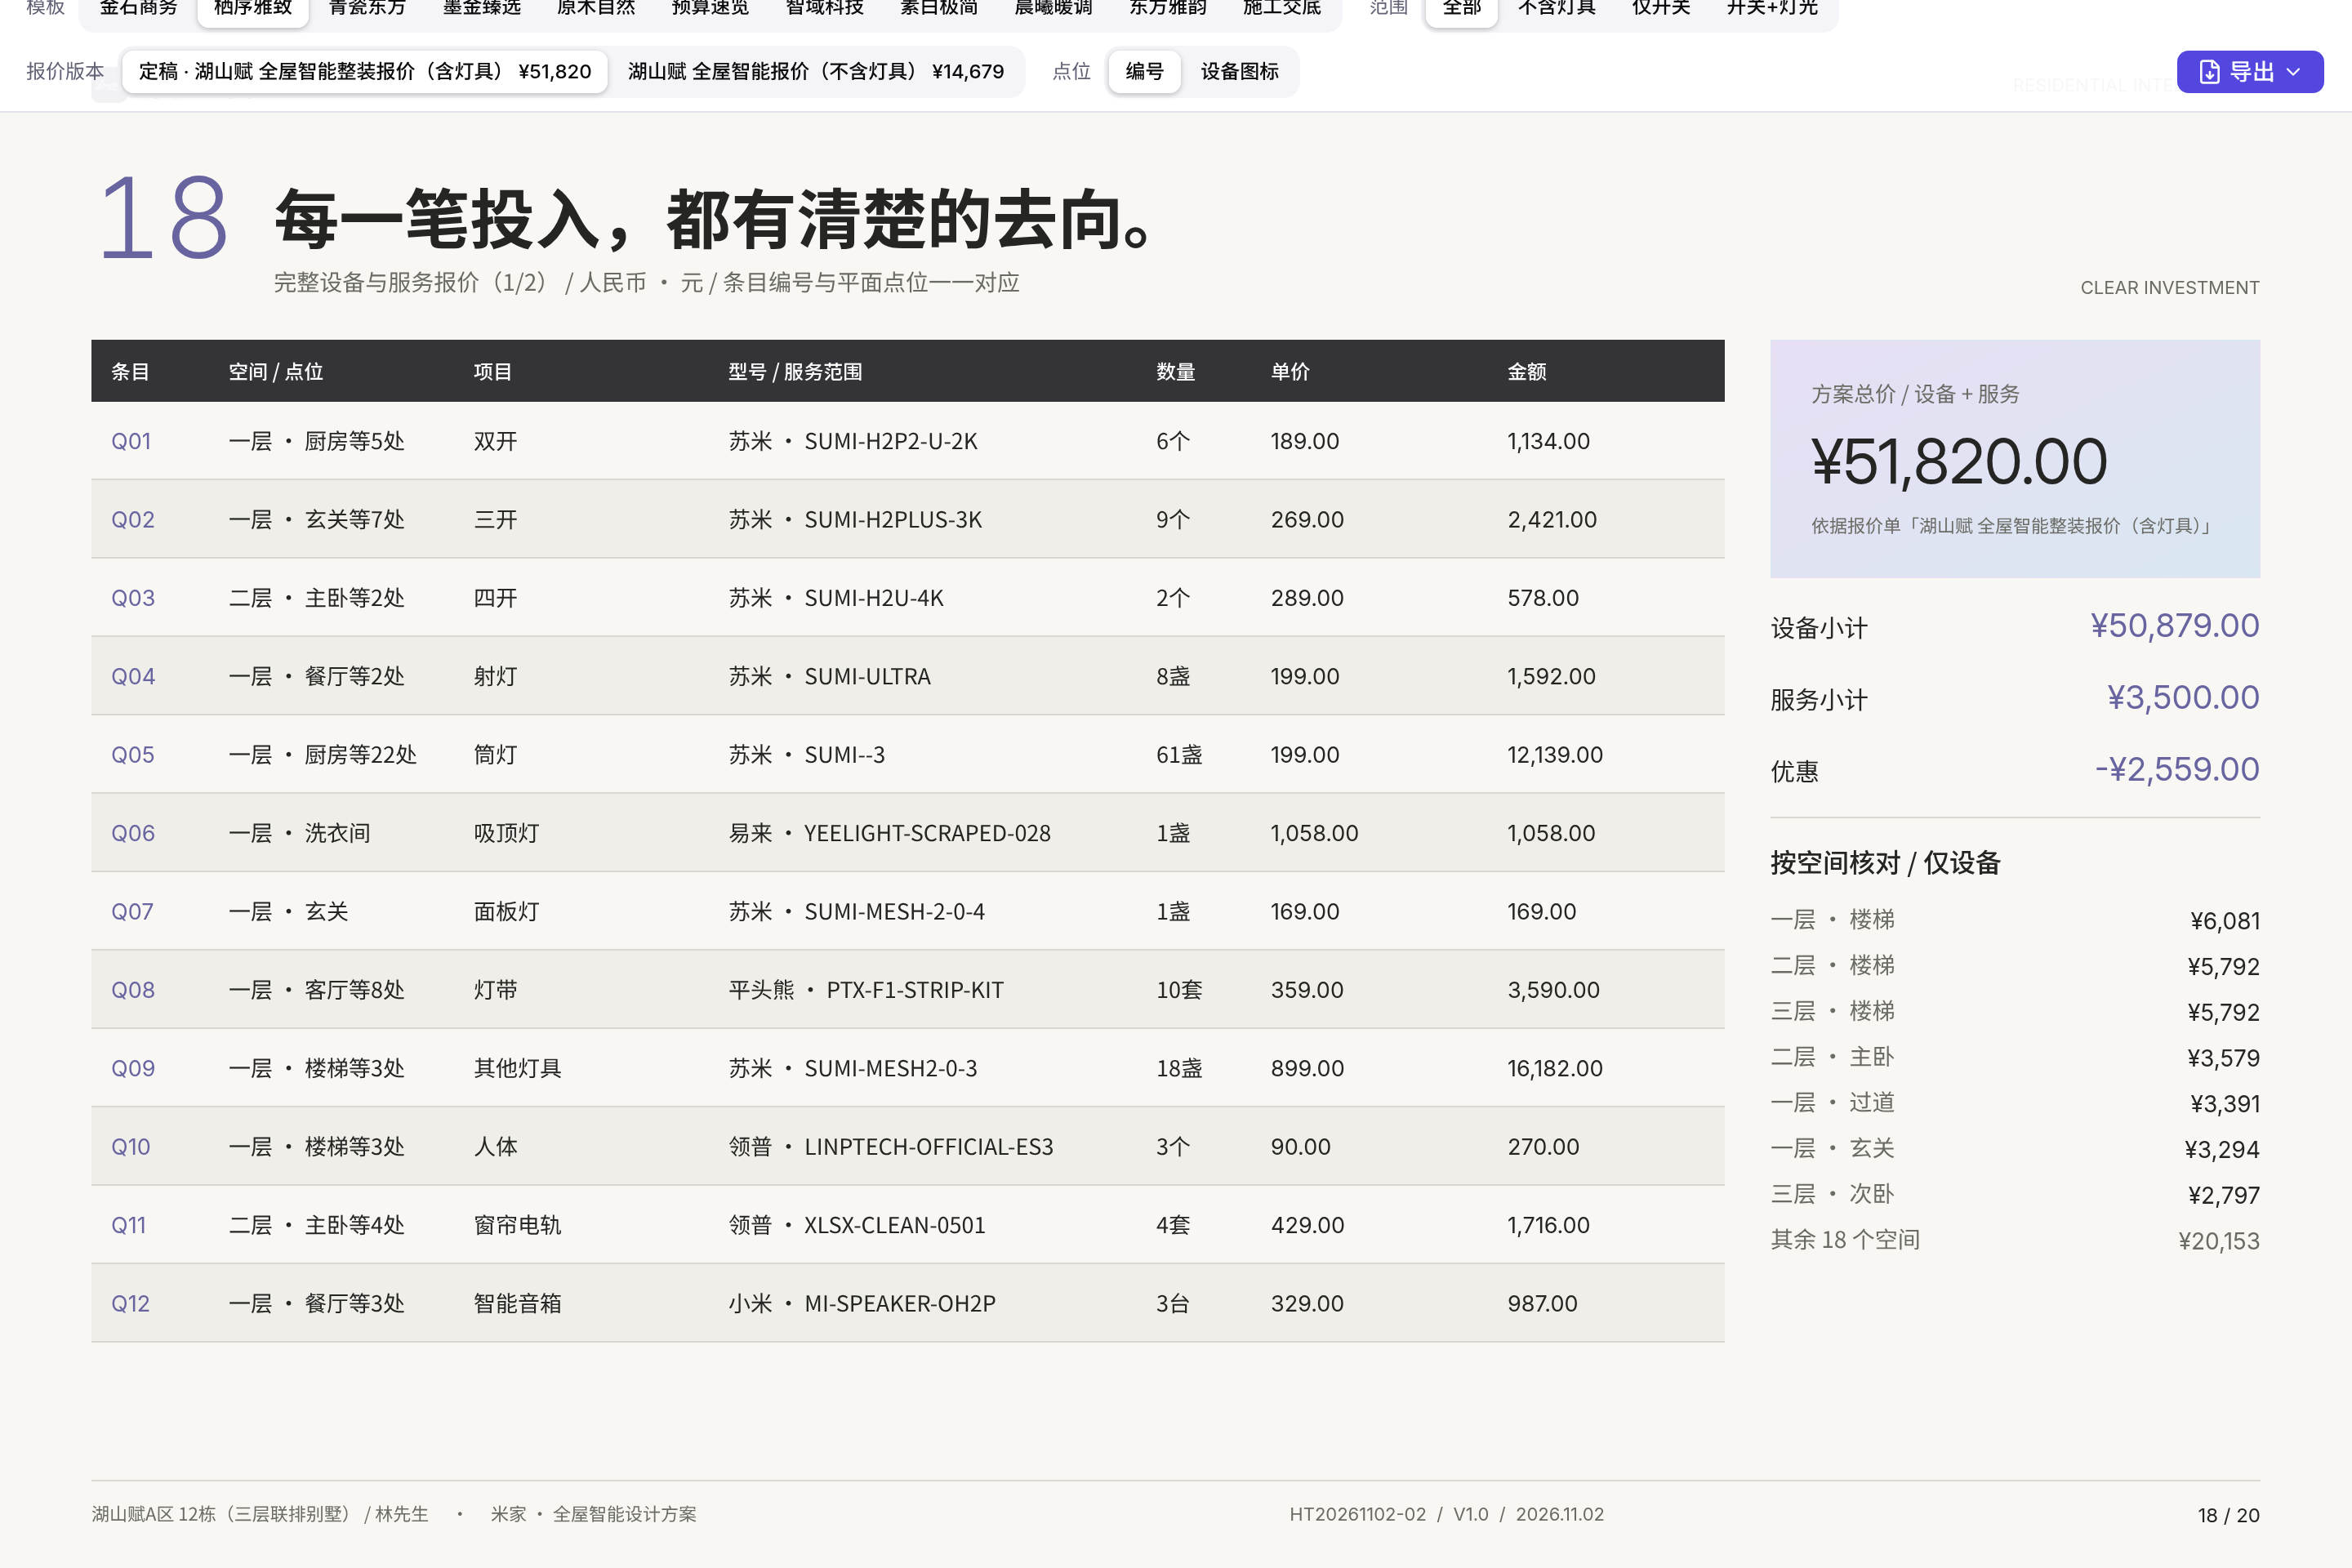 模板 金石商务 栖序雅致 青瓷东方 墨金臻选 原木自然 预算速览 智域科技 素白极简 晨曦暖调 东方雅韵 施工交底 范围 全部 不含灯具 仅开关 开关+灯光
报价版本 定稿 · 湖山赋 全屋智能整装报价（含灯具） ¥51,820 湖山赋 全屋智能报价（不含灯具） ¥14,679 点位 编号 设备图标 导出
RESIDENTIAL INTE
18 每一笔投入，都有清楚的去向。
完整设备与服务报价（1/2） / 人民币 · 元 / 条目编号与平面点位一一对应
CLEAR INVESTMENT
条目 空间 / 点位 项目 型号 / 服务范围 数量 单价 金额
Q01 一层 · 厨房等5处 双开 苏米 · SUMI-H2P2-U-2K 6个 189.00 1,134.00
Q02 一层 · 玄关等7处 三开 苏米 · SUMI-H2PLUS-3K 9个 269.00 2,421.00
Q03 二层 · 主卧等2处 四开 苏米 · SUMI-H2U-4K 2个 289.00 578.00
Q04 一层 · 餐厅等2处 射灯 苏米 · SUMI-ULTRA 8盏 199.00 1,592.00
Q05 一层 · 厨房等22处 筒灯 苏米 · SUMI--3 61盏 199.00 12,139.00
Q06 一层 · 洗衣间 吸顶灯 易来 · YEELIGHT-SCRAPED-028 1盏 1,058.00 1,058.00
Q07 一层 · 玄关 面板灯 苏米 · SUMI-MESH-2-0-4 1盏 169.00 169.00
Q08 一层 · 客厅等8处 灯带 平头熊 · PTX-F1-STRIP-KIT 10套 359.00 3,590.00
Q09 一层 · 楼梯等3处 其他灯具 苏米 · SUMI-MESH2-0-3 18盏 899.00 16,182.00
Q10 一层 · 楼梯等3处 人体 领普 · LINPTECH-OFFICIAL-ES3 3个 90.00 270.00
Q11 二层 · 主卧等4处 窗帘电轨 领普 · XLSX-CLEAN-0501 4套 429.00 1,716.00
Q12 一层 · 餐厅等3处 智能音箱 小米 · MI-SPEAKER-OH2P 3台 329.00 987.00
方案总价 / 设备 + 服务
¥51,820.00
依据报价单「湖山赋 全屋智能整装报价（含灯具）」
设备小计 ¥50,879.00
服务小计 ¥3,500.00
优惠 -¥2,559.00
按空间核对 / 仅设备
一层 · 楼梯 ¥6,081
二层 · 楼梯 ¥5,792
三层 · 楼梯 ¥5,792
二层 · 主卧 ¥3,579
一层 · 过道 ¥3,391
一层 · 玄关 ¥3,294
三层 · 次卧 ¥2,797
其余 18 个空间 ¥20,153
湖山赋A区 12栋（三层联排别墅） / 林先生 · 米家 · 全屋智能设计方案
HT20261102-02 / V1.0 / 2026.11.02
18 / 20